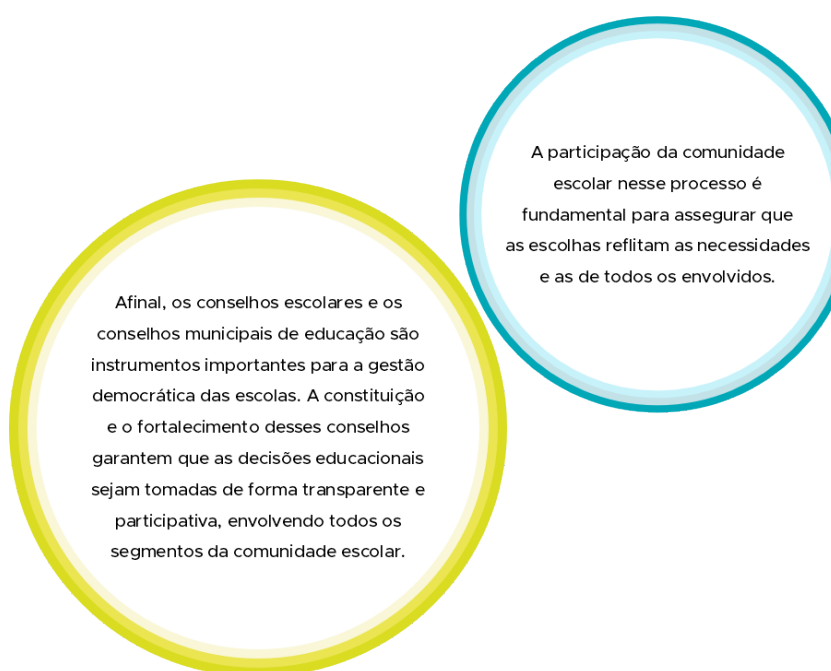 A participação da comunidade
escolar nesse processo é
fundamental para assegurar que
as escolhas reflitam as necessidades
e as de todos os envolvidos.
Afinal, os conselhos escolares e os
conselhos municipais de educação são
instrumentos importantes para a gestão
democrática das escolas. A constituição
e o fortalecimento desses conselhos
garantem que as decisões educacionais
sejam tomadas de forma transparente e
participativa, envolvendo todos os
segmentos da comunidade escolar.